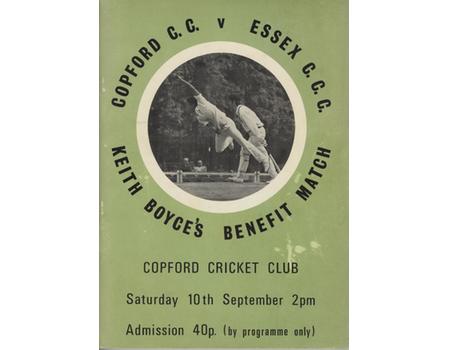 COPFORD C.C. v ESSEX C.C.C.
KEITH BOYCE'S BENEFIT MATCH
COPFORD CRICKET CLUB
Saturday 10th September 2pm
Admission 40p. (by programme only)